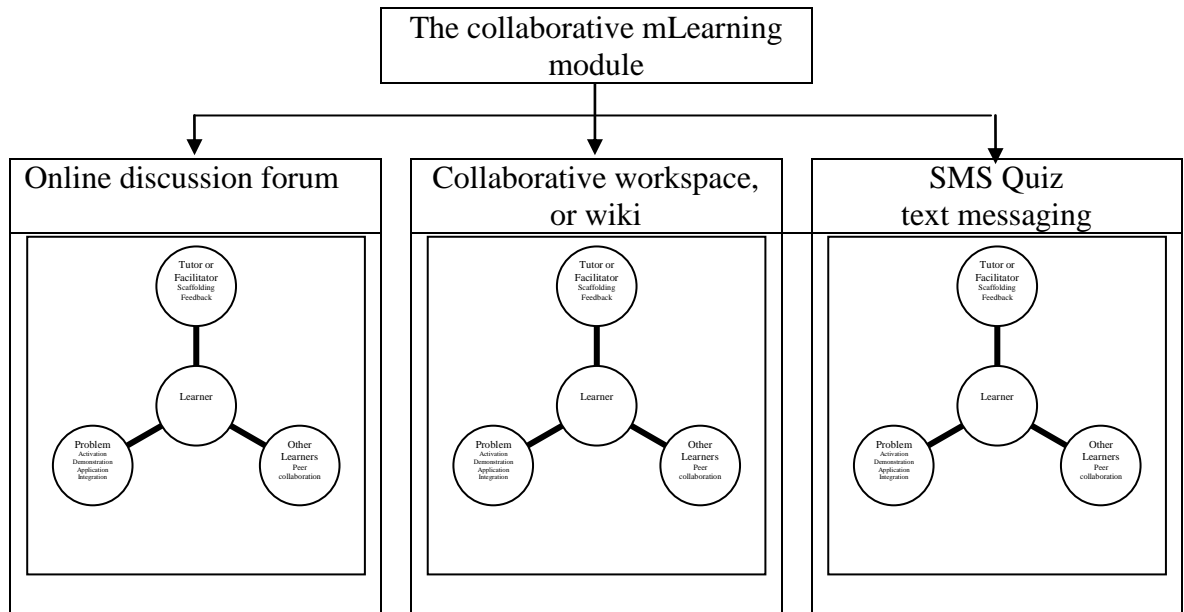 The collaborative mLearning
module
Online discussion forum
Collaborative workspace,
or wiki
SMS Quiz
text messaging
Tutor or
Facilitator
Scaffolding
Feedback
Learner
Problem
Activation
Demonstration
Application
Integration
Other
Learners
Peer
collaboration
Tutor or
Facilitator
Scaffolding
Feedback
Learner
Problem
Activation
Demonstration
Application
Integration
Other
Learners
Peer
collaboration
Tutor or
Facilitator
Scaffolding
Feedback
Learner
Problem
Activation
Demonstration
Application
Integration
Other
Learners
Peer
collaboration